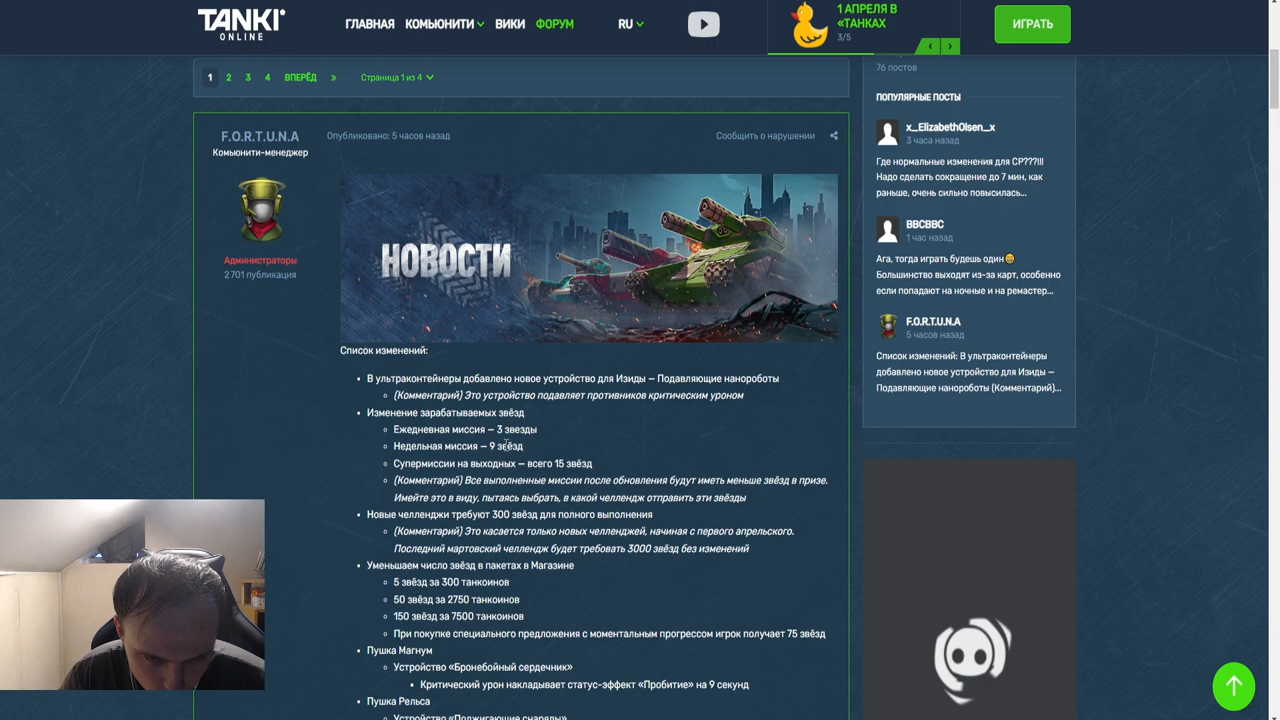 TANKI
ONLINE
ГЛАВНАЯ
КОМЬЮНИТИ
ВИКИ
ФОРУМ
RU
1 АПРЕЛЯ В
«ТАНКАХ
3/5
ИГРАТЬ
1
2
3
4
ВПЕРЁД
»
Страница 1 из 4
76 постов
F.O.R.T.U.N.A
Комьюнити-менеджер
Администраторы
2 701 публикация
Опубликовано: 5 часов назад
Сообщить о нарушении
НОВОСТИ
Список изменений:
• В ультраконтейнеры добавлено новое устройство для Изиды — Подавляющие нанороботы
(Комментарий) Это устройство подавляет противников критическим уроном
• Изменение зарабатываемых звёзд
Ежедневная миссия — 3 звезды
Недельная миссия — 9 звёзд
Супермиссии на выходных — всего 15 звёзд
(Комментарий) Все выполненные миссии после обновления будут иметь меньше звёзд в призе.
Имейте это в виду, пытаясь выбрать, в какой челлендж отправить эти звёзды
• Новые челленджи требуют 300 звёзд для полного выполнения
(Комментарий) Это касается только новых челленджей, начиная с первого апрельского.
Последний мартовский челлендж будет требовать 3000 звёзд без изменений
• Уменьшаем число звёзд в пакетах в Магазине
5 звёзд за 300 танкоинов
50 звёзд за 2750 танкоинов
150 звёзд за 7500 танкоинов
При покупке специального предложения с моментальным прогрессом игрок получает 75 звёзд
• Пушка Магнум
Устройство «Бронебойный сердечник»
Критический урон накладывает статус-эффект «Пробитие» на 9 секунд
• Пушка Рельса
Устройство «Поджигающие снаряды»
ПОПУЛЯРНЫЕ ПОСТЫ
x_ElizabethOlsen_x
3 часа назад
Где нормальные изменения для СР???!!!
Надо сделать сокращение до 7 мин, как
раньше, очень сильно повысилась...
BBCBBC
1 час назад
Ага, тогда играть будешь один
Большинство выходят из-за карт, особенно
если попадают на ночные и на ремастер...
F.O.R.T.U.N.A
5 часов назад
Список изменений: В ультраконтейнеры
добавлено новое устройство для Изиды —
Подавляющие нанороботы (Комментарий)...